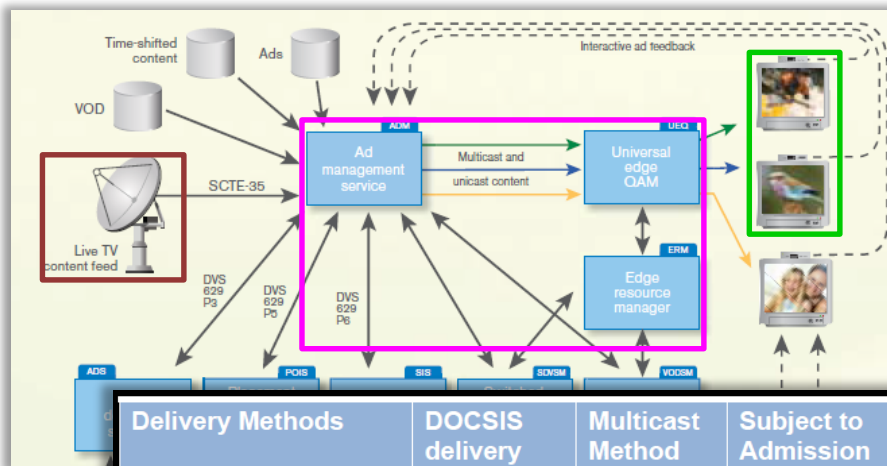 Time-shifted
content
Ads
Interactive ad feedback
VOD
ADM
UEQ
Ad
management
service
Multicast and
unicast content
Universal
edge
QAM
SCTE-35
Live TV
content feed
ERM
Edge
resource
manager
DVS
629
P3
DVS
629
P5
DVS
629
P6
ADS
POIS
SIS
SDVSM
VODSM
Delivery Methods
DOCSIS
delivery
Multicast
Method
Subject to
Admission